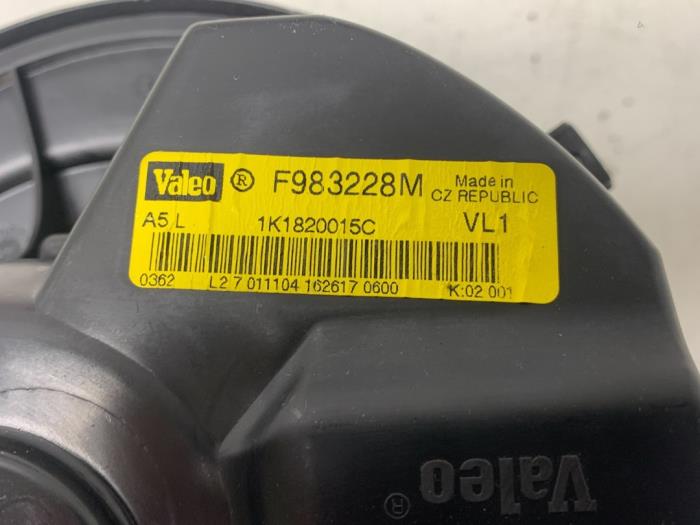 Valeo ® F983228M Made in CZ REPUBLIC
A5 L 1K1820015C VL1
0362 L2 7 011104 162617 0600 K:02 001
Valeo ®